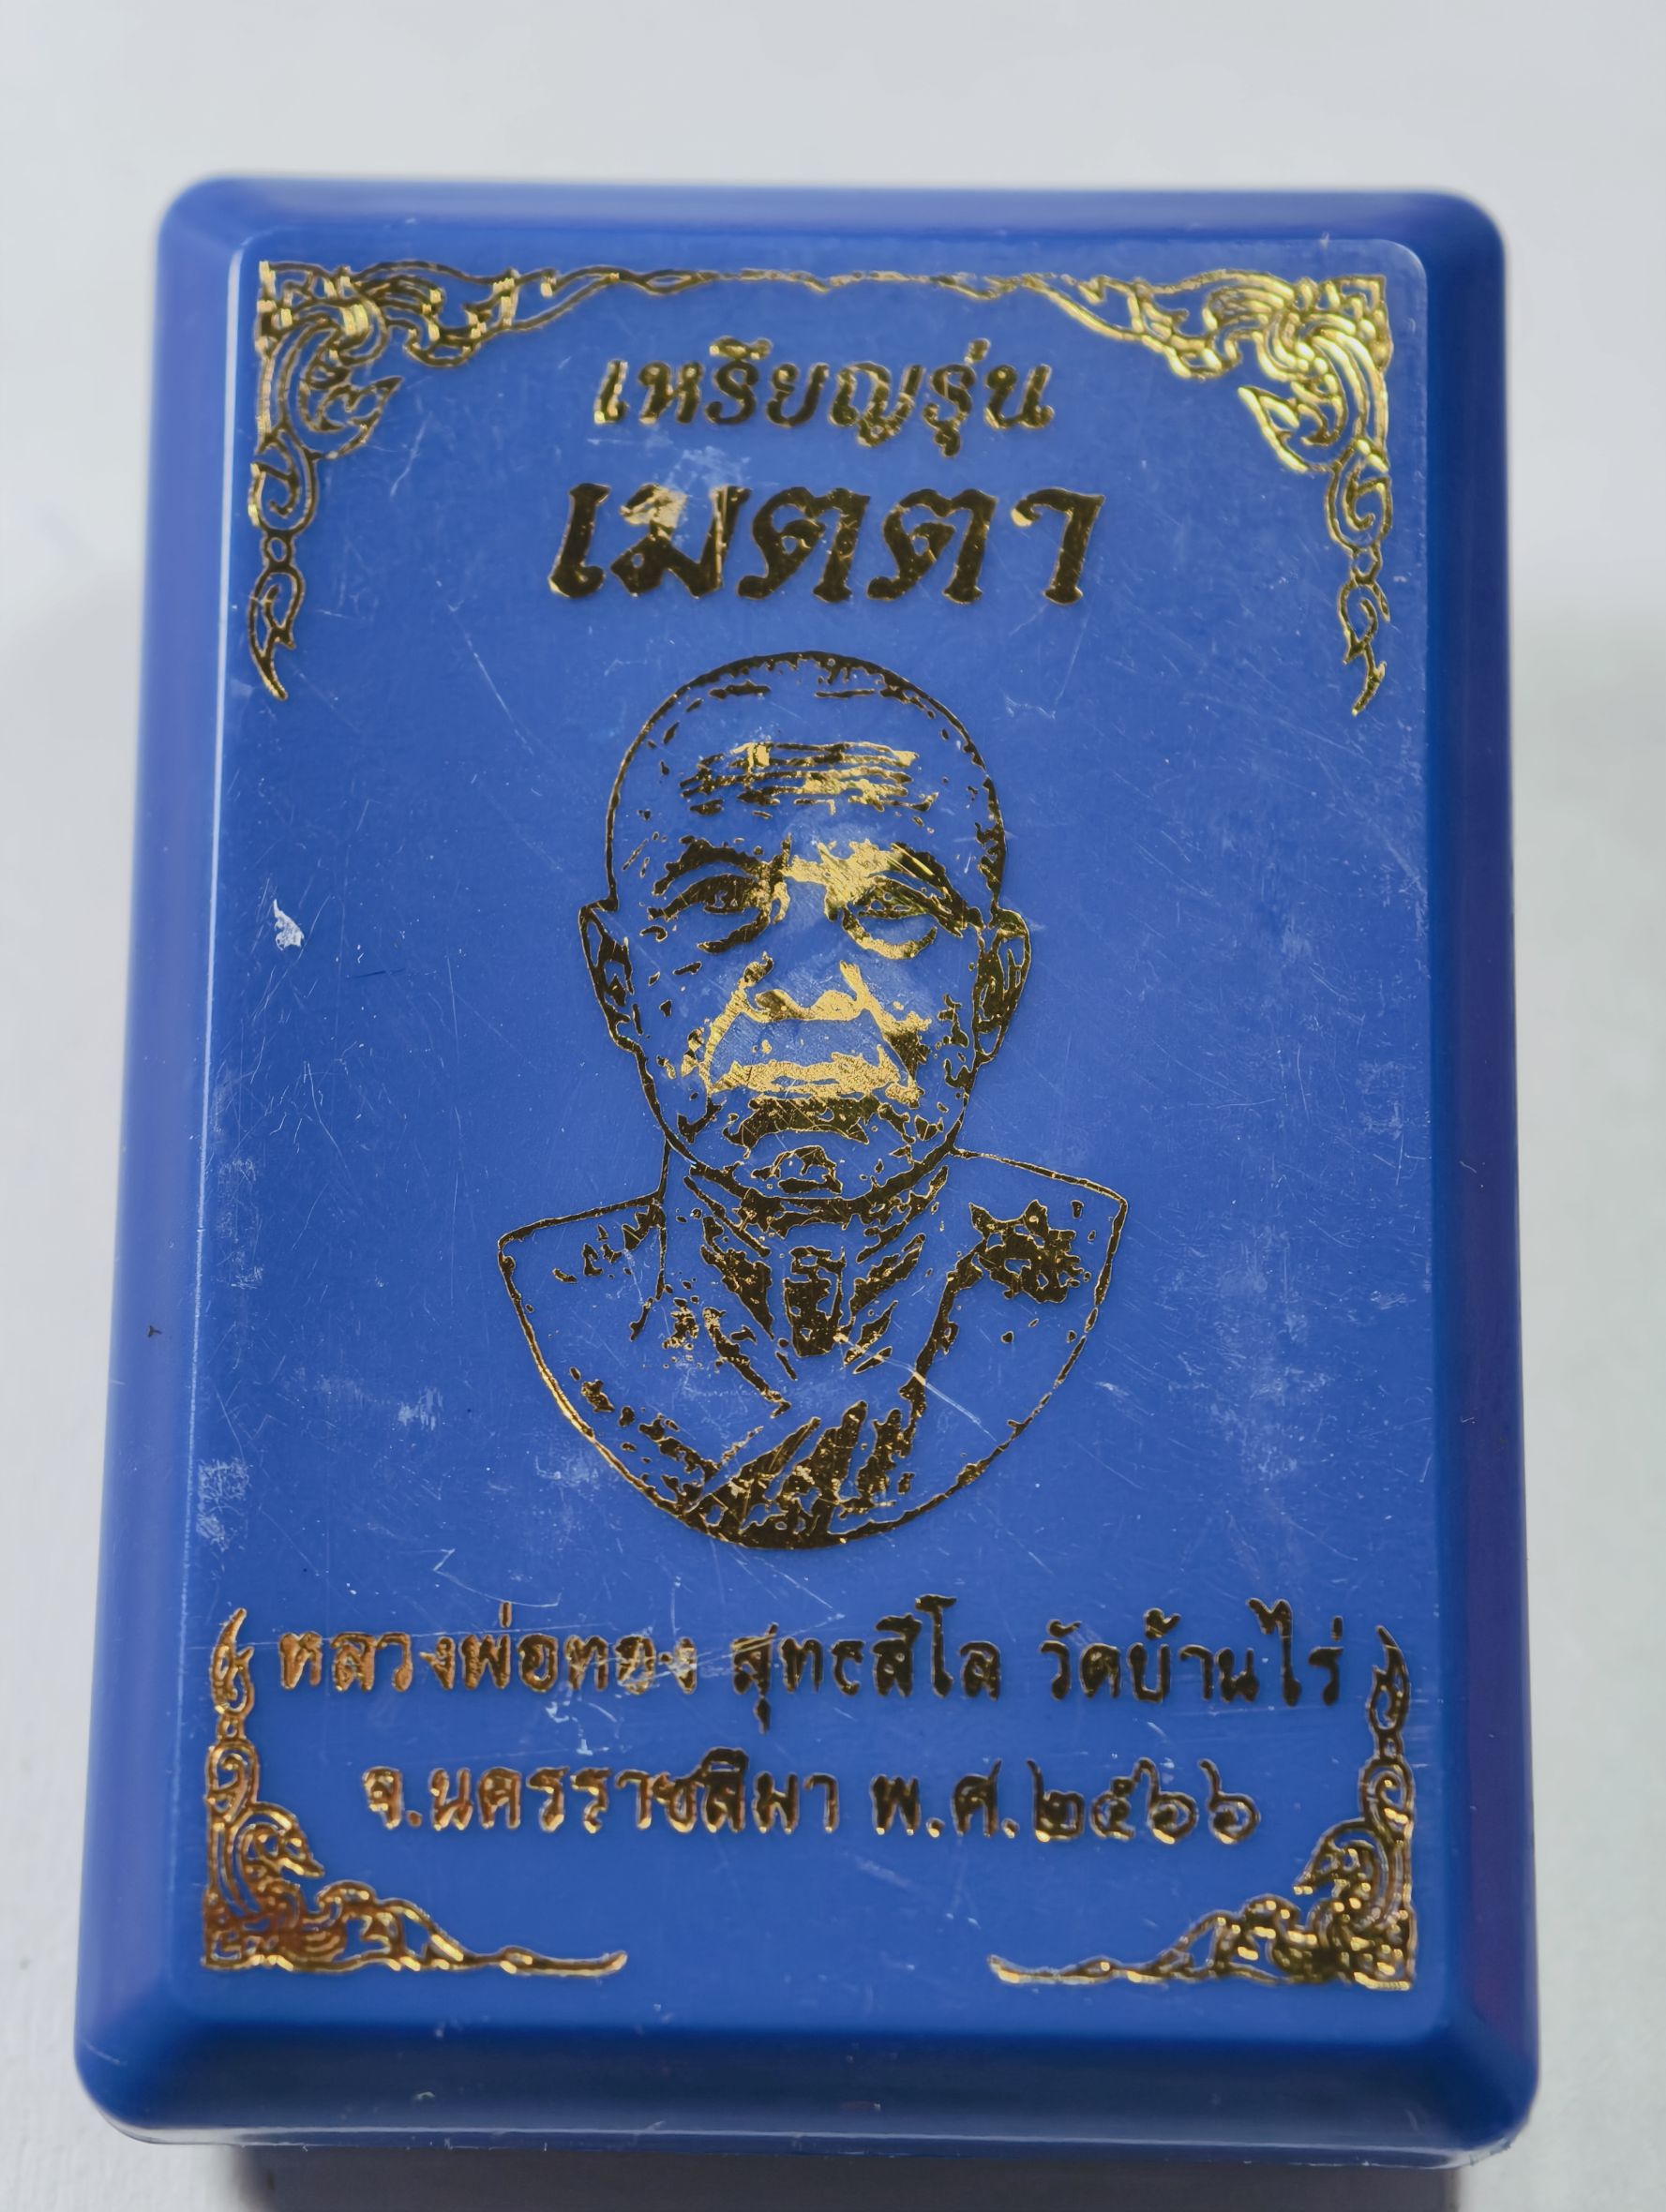 เหรียญรุ่น
เมตตา
หลวงพ่อทอง สุทธสีโล วัดบ้านไร่
จ.นครราชสีมา พ.ศ.๒๕๖๖